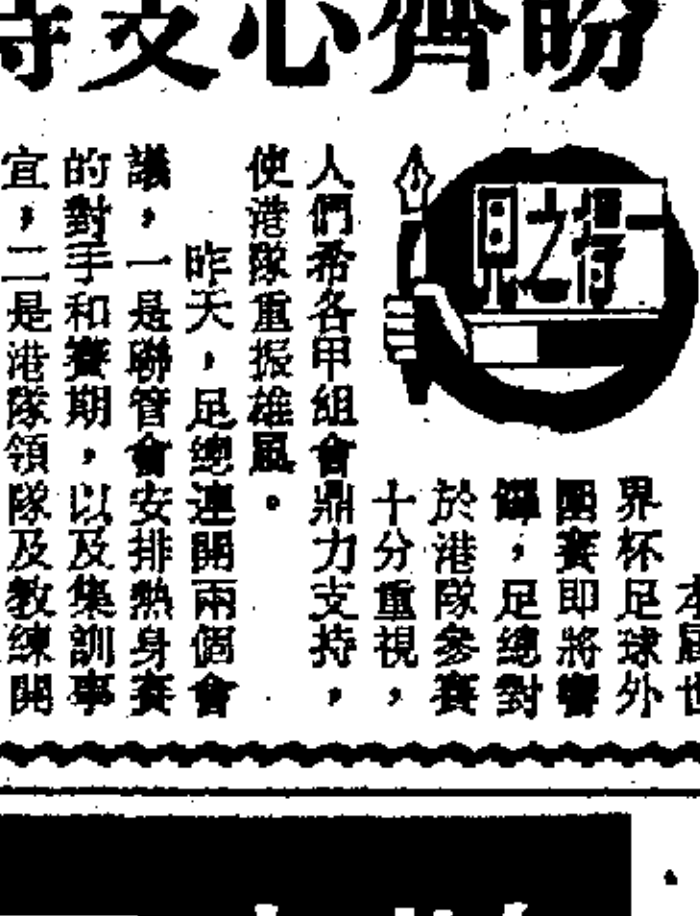 盼齊心支持
一得之見
本屆世
界杯足球外
圍賽即將響
鑼，足總對
於港隊參賽
十分重視，
人們希各甲組會鼎力支持，
使港隊重振雄風。
昨天，足總連開兩個會
議，一是聯管會安排熱身賽
的對手和賽期，以及集訓事
宜，二是港隊領隊及教練開